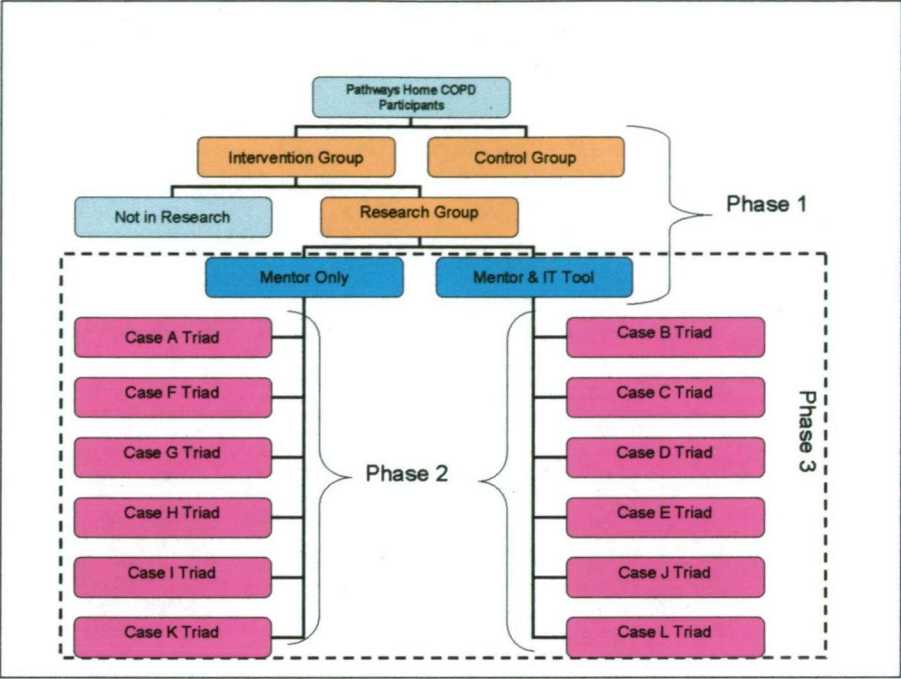 Pathways Home COPD
Participants
Intervention Group
Control Group
Phase 1
Not in Research
Research Group
Mentor Only
Mentor & IT Tool
Case A Triad
Case B Triad
Case F Triad
Case C Triad
Phase 3
Case G Triad
Case D Triad
Phase 2
Case H Triad
Case E Triad
Case I Triad
Case J Triad
Case K Triad
Case L Triad